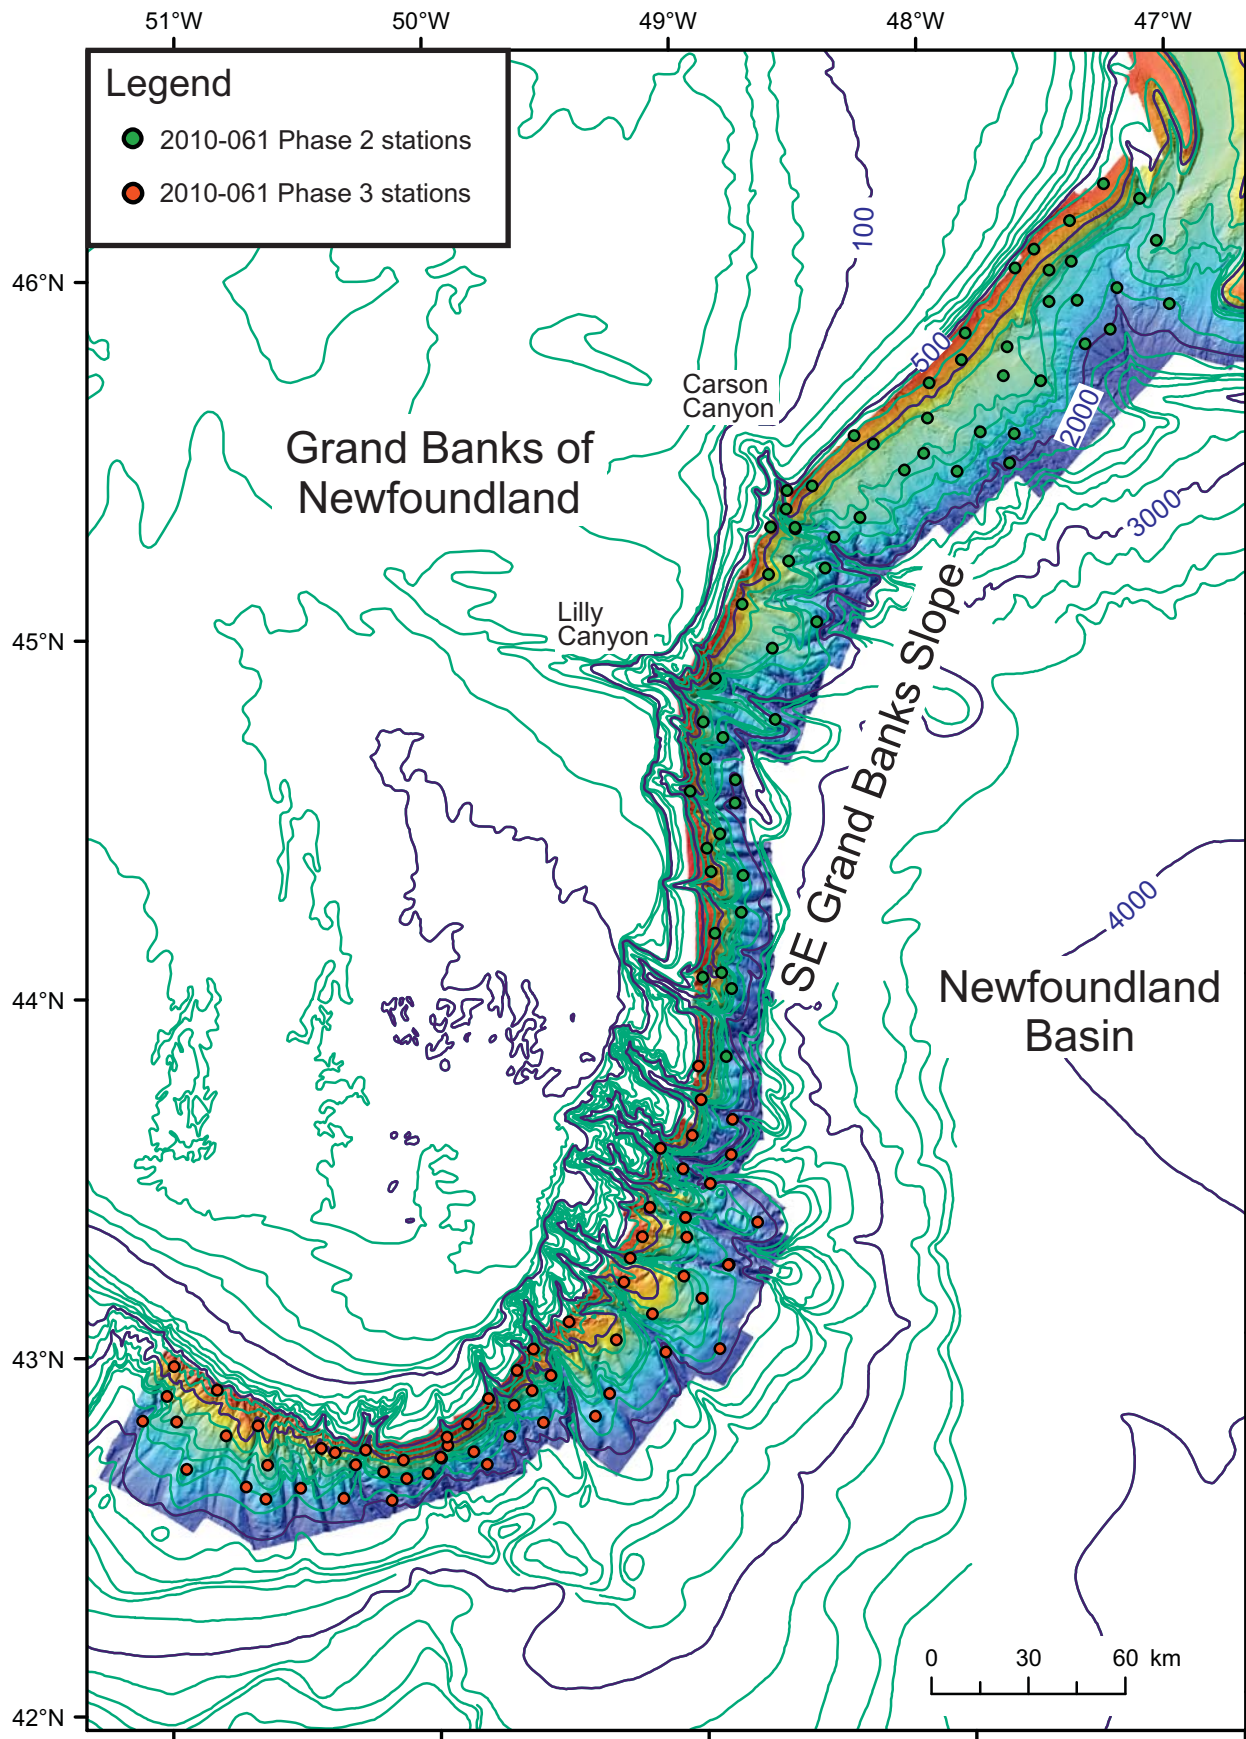 51°W 50°W 49°W 48°W 47°W
Legend
2010-061 Phase 2 stations
2010-061 Phase 3 stations
100
46°N
500
Carson
Canyon
2000
Grand Banks of
Newfoundland
3000
Lilly
Canyon
45°N
SE Grand Banks Slope
4000
44°N
Newfoundland
Basin
43°N
0 30 60 km
42°N